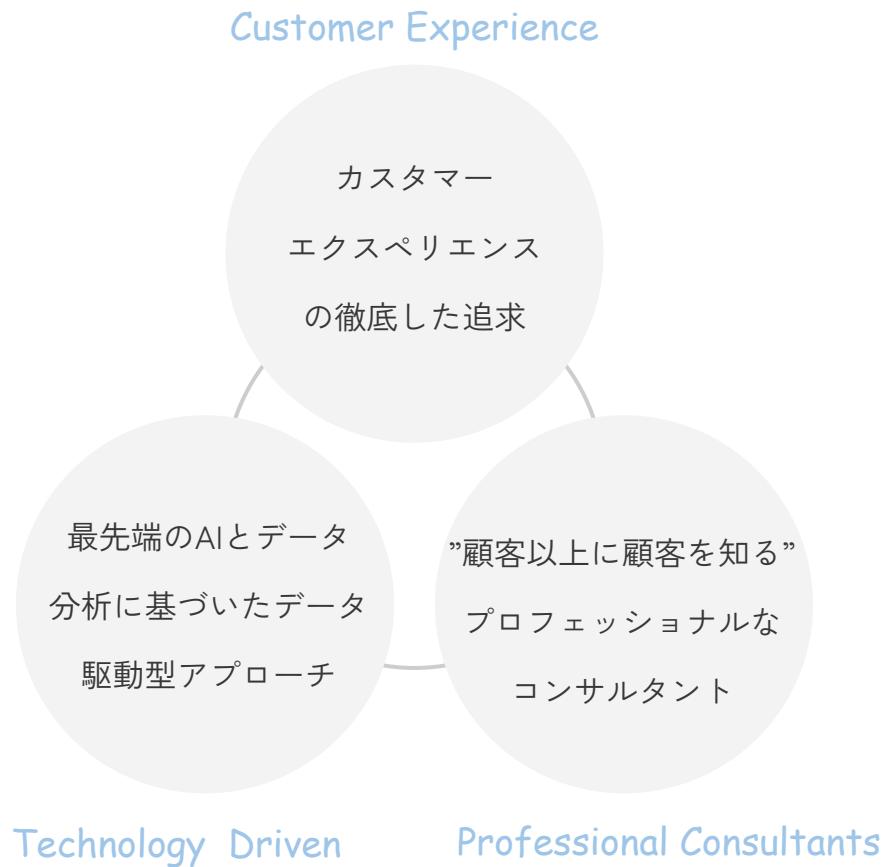 Customer Experience
カスタマー
エクスペリエンス
の徹底した追求
最先端のAIとデータ
分析に基づいたデータ
駆動型アプローチ
”顧客以上に顧客を知る”
プロフェッショナルな
コンサルタント
Technology Driven
Professional Consultants